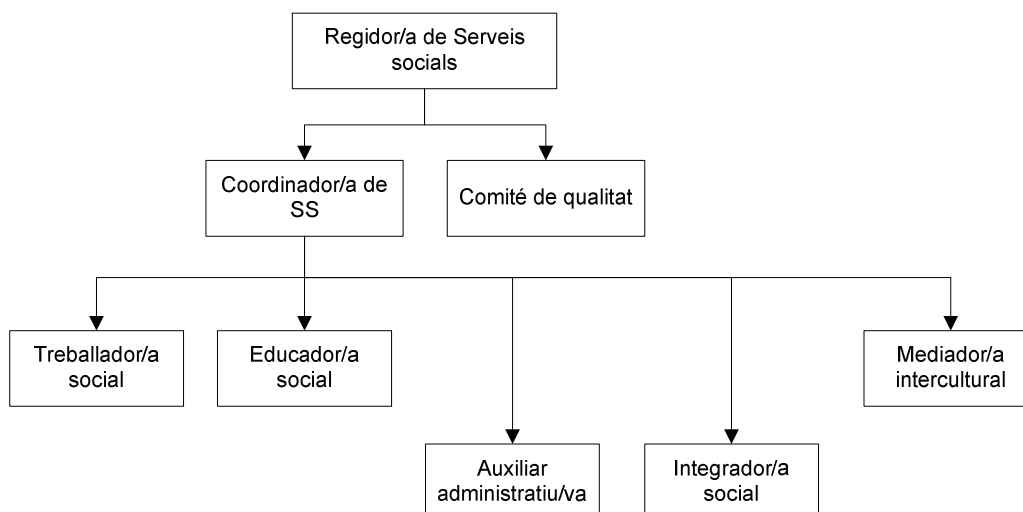 Regidor/a de Serveis
socials
Coordinador/a de
SS
Comité de qualitat
Treballador/a
social
Educador/a
social
Mediador/a
intercultural
Auxiliar
administratiu/va
Integrador/a
social